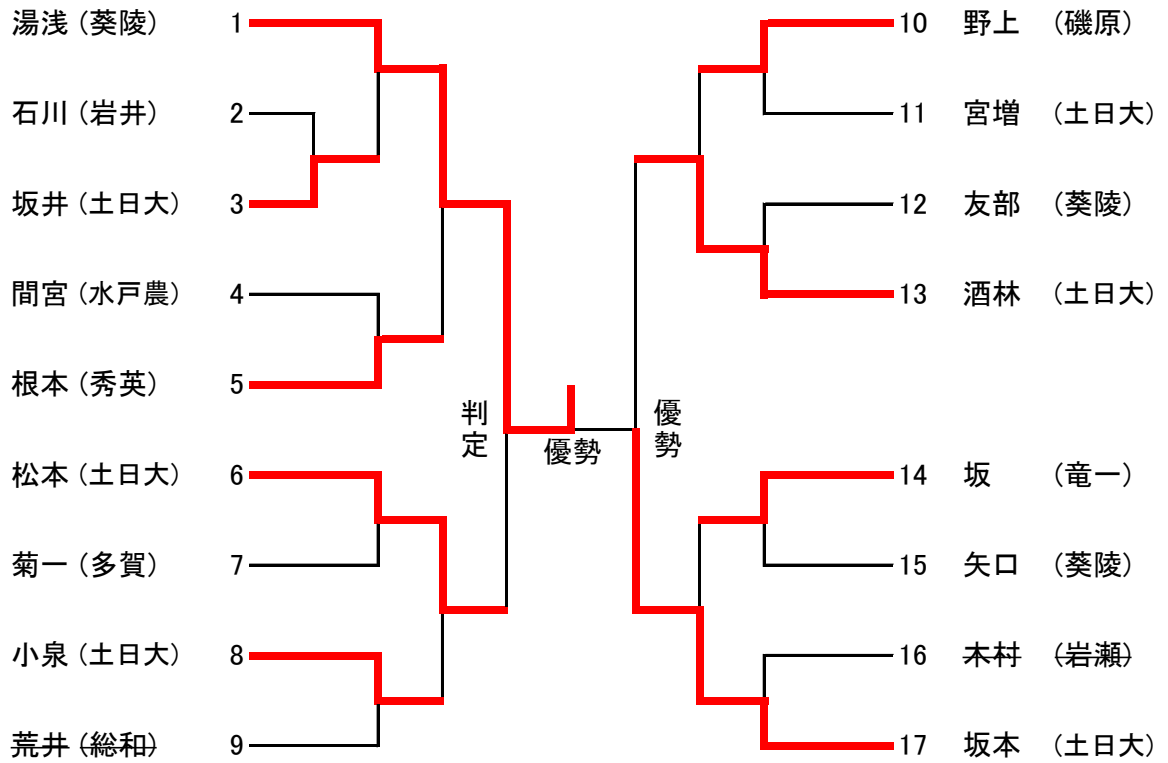 湯浅 (葵陵) 1
石川 (岩井) 2
坂井 (土日大) 3
間宮 (水戸農) 4
根本 (秀英) 5
松本 (土日大) 6
菊一 (多賀) 7
小泉 (土日大) 8
荒井 (総和) 9
判定
優勢
優勢
10 野上 (磯原)
11 宮増 (土日大)
12 友部 (葵陵)
13 酒林 (土日大)
14 坂 (竜一)
15 矢口 (葵陵)
16 木村 (岩瀬)
17 坂本 (土日大)